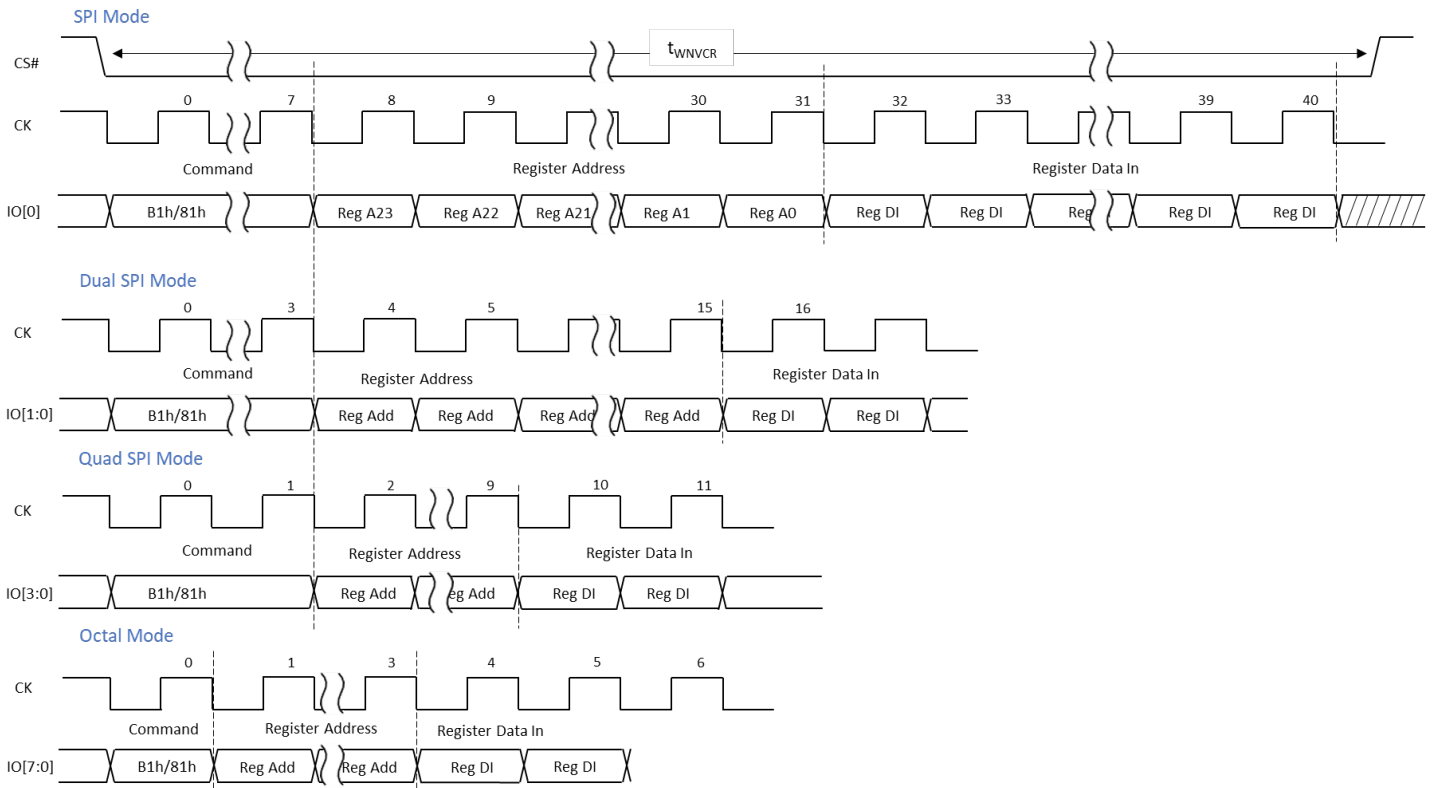 SPI Mode
tWNVCR
CS#
0 7 8 9 30 31 32 33 39 40
CK
Command Register Address Register Data In
IO[0] B1h/81h Reg A23 Reg A22 Reg A21 Reg A1 Reg A0 Reg DI Reg DI Reg Reg DI Reg DI
Dual SPI Mode
0 3 4 5 15 16
CK
Command Register Address Register Data In
IO[1:0] B1h/81h Reg Add Reg Add Reg Add Reg Add Reg DI Reg DI
Quad SPI Mode
0 1 2 9 10 11
CK
Command Register Address Register Data In
IO[3:0] B1h/81h Reg Add eg Add Reg DI Reg DI
Octal Mode
0 1 3 4 5 6
CK
Command Register Address Register Data In
IO[7:0] B1h/81h Reg Add Reg Add Reg DI Reg DI